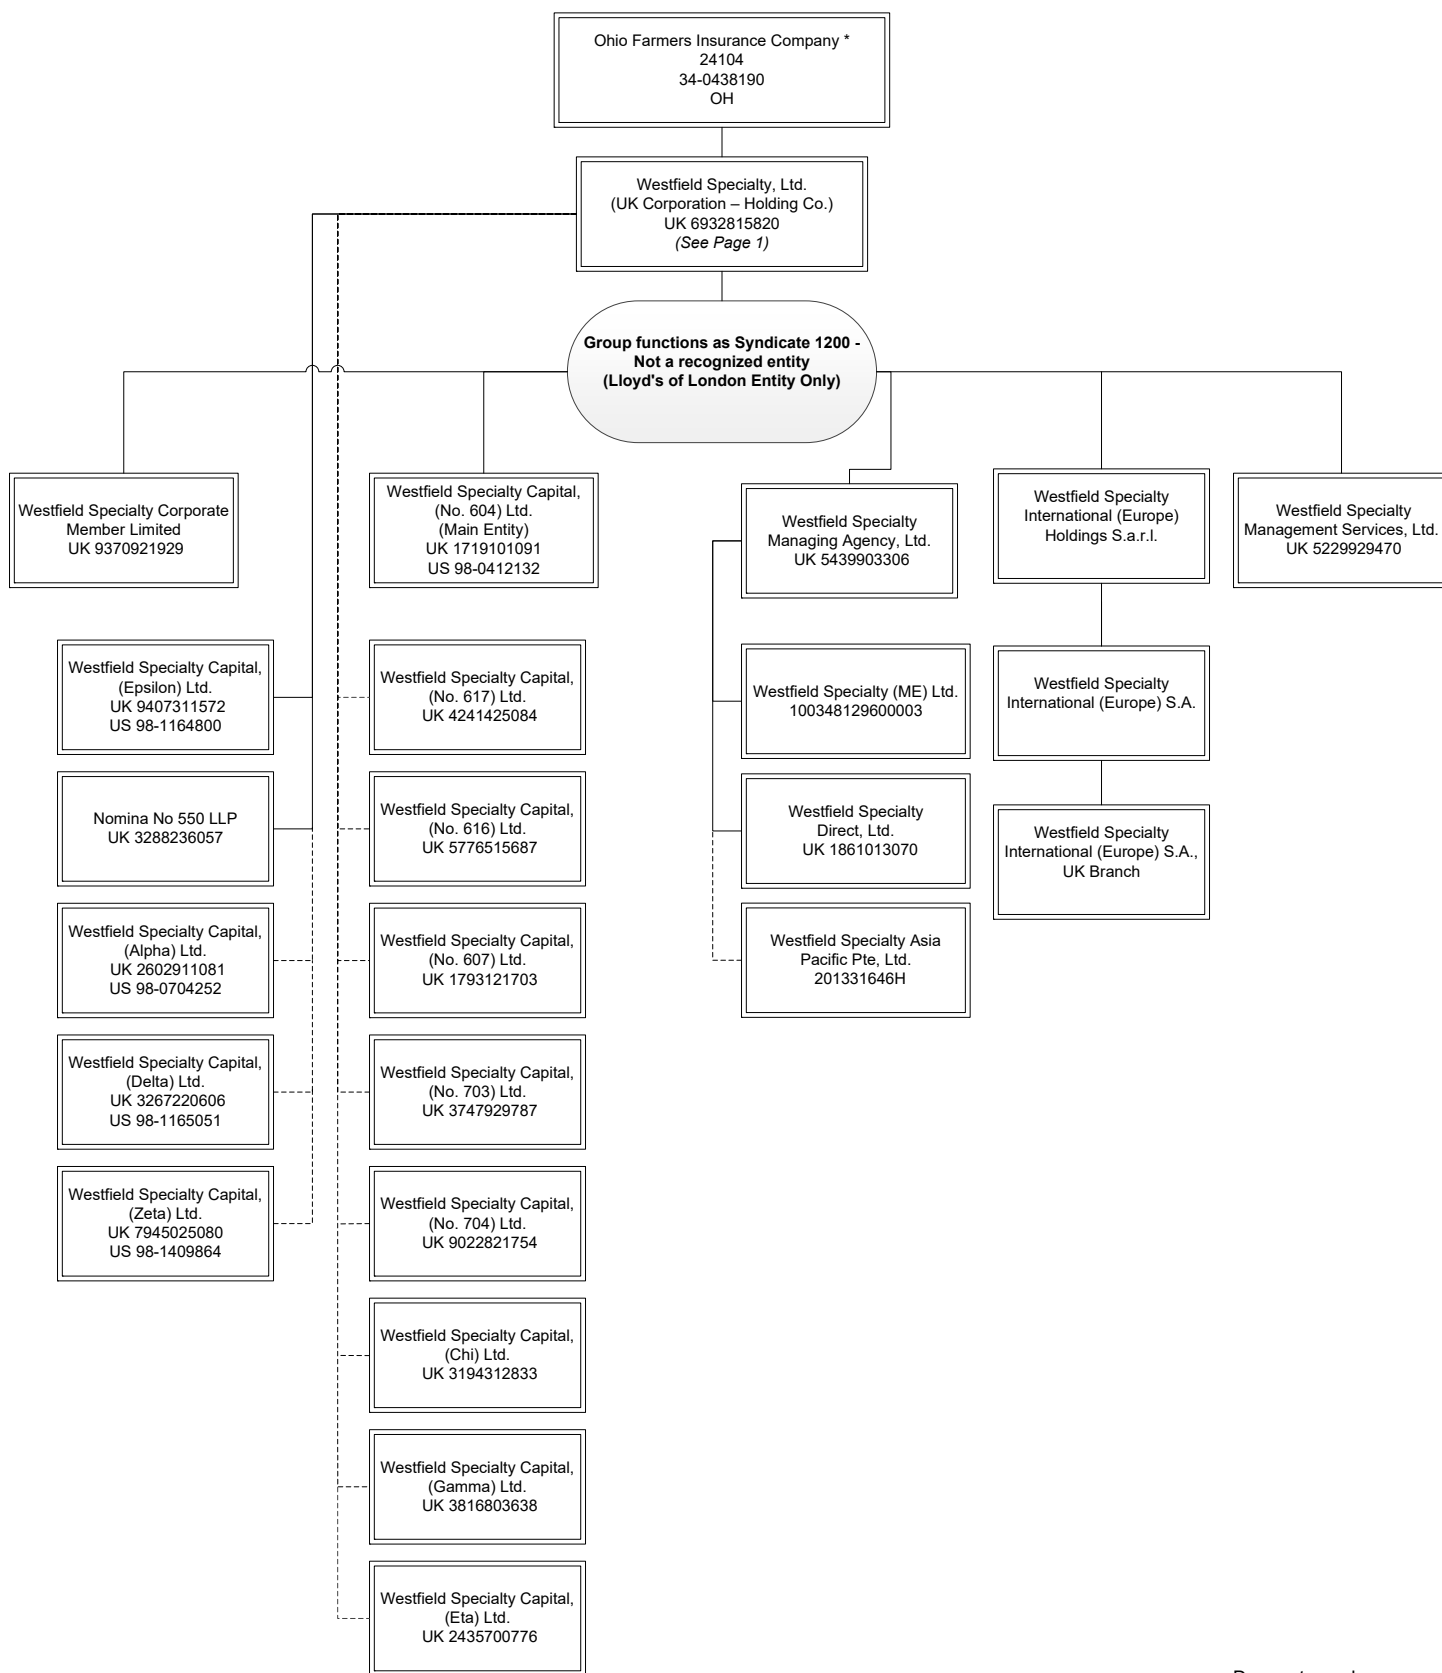 Ohio Farmers Insurance Company *
24104
34-0438190
OH
Westfield Specialty, Ltd.
(UK Corporation – Holding Co.)
UK 6932815820
(See Page 1)
Group functions as Syndicate 1200 -
Not a recognized entity
(Lloyd's of London Entity Only)
Westfield Specialty Corporate
Member Limited
UK 9370921929
Westfield Specialty Capital,
(No. 604) Ltd.
(Main Entity)
UK 1719101091
US 98-0412132
Westfield Specialty
Managing Agency, Ltd.
UK 5439903306
Westfield Specialty
International (Europe)
Holdings S.a.r.l.
Westfield Specialty
Management Services, Ltd.
UK 5229929470
Westfield Specialty Capital,
(Epsilon) Ltd.
UK 9407311572
US 98-1164800
Westfield Specialty Capital,
(No. 617) Ltd.
UK 4241425084
Westfield Specialty (ME) Ltd.
100348129600003
Westfield Specialty
International (Europe) S.A.
Nomina No 550 LLP
UK 3288236057
Westfield Specialty Capital,
(No. 616) Ltd.
UK 5776515687
Westfield Specialty
Direct, Ltd.
UK 1861013070
Westfield Specialty
International (Europe) S.A.,
UK Branch
Westfield Specialty Capital,
(Alpha) Ltd.
UK 2602911081
US 98-0704252
Westfield Specialty Capital,
(No. 607) Ltd.
UK 1793121703
Westfield Specialty Asia
Pacific Pte, Ltd.
201331646H
Westfield Specialty Capital,
(Delta) Ltd.
UK 3267220606
US 98-1165051
Westfield Specialty Capital,
(No. 703) Ltd.
UK 3747929787
Westfield Specialty Capital,
(Zeta) Ltd.
UK 7945025080
US 98-1409864
Westfield Specialty Capital,
(No. 704) Ltd.
UK 9022821754
Westfield Specialty Capital,
(Chi) Ltd.
UK 3194312833
Westfield Specialty Capital,
(Gamma) Ltd.
UK 3816803638
Westfield Specialty Capital,
(Eta) Ltd.
UK 2435700776